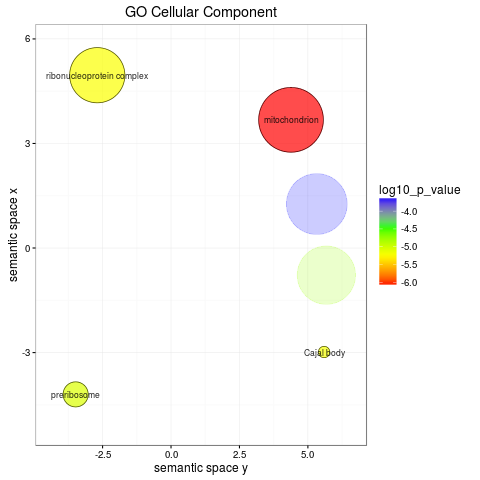 GO Cellular Component
6
3
0
-3
semantic space x
ribonucleoprotein complex
mitochondrion
Cajal body
preribosome
-2.5
0.0
2.5
5.0
semantic space y
log10_p_value
-4.0
-4.5
-5.0
-5.5
-6.0